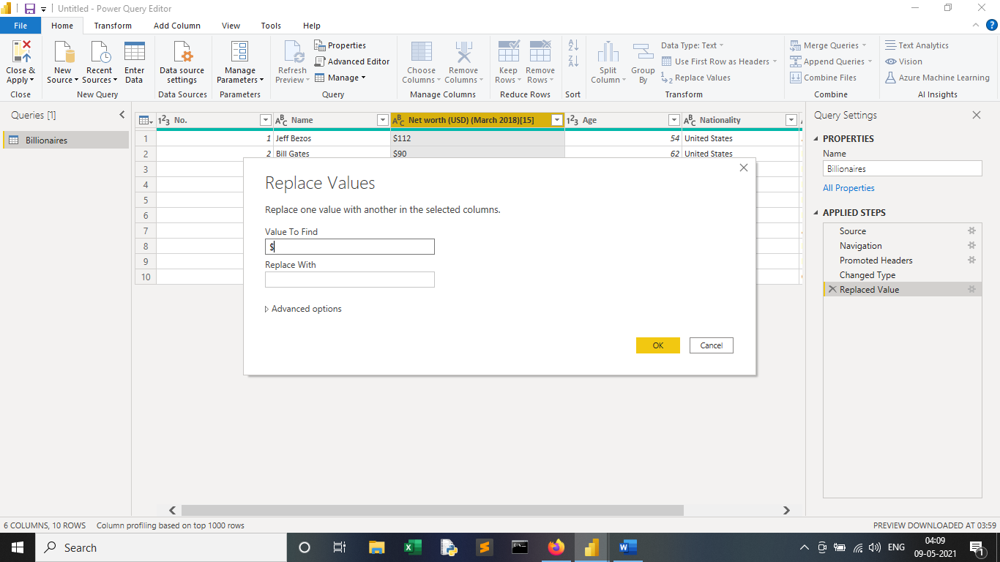 Untitled - Power Query Editor
File Home Transform Add Column View Tools Help
Close & Apply
New Source
Recent Sources
Enter Data
Data source settings
Manage Parameters
Refresh Preview
Properties
Advanced Editor
Manage
Choose Columns
Remove Columns
Keep Rows
Remove Rows
Split Column
Group By
Data Type: Text
Use First Row as Headers
Replace Values
Merge Queries
Append Queries
Combine Files
Text Analytics
Vision
Azure Machine Learning
Close New Query Data Sources Parameters Query Manage Columns Reduce Rows Sort Transform Combine AI Insights
Queries [1]
Billionaires
No. Name Net worth (USD) (March 2018)[15] Age Nationality
1 1 Jeff Bezos $112 54 United States
2 2 Bill Gates $90 62 United States
3
4
5
6
7
8
9
10
Replace Values
Replace one value with another in the selected columns.
Value To Find
$
Replace With
Advanced options
OK Cancel
Query Settings
PROPERTIES
Name
Billionaires
All Properties
APPLIED STEPS
Source
Navigation
Promoted Headers
Changed Type
Replaced Value
6 COLUMNS, 10 ROWS Column profiling based on top 1000 rows PREVIEW DOWNLOADED AT 03:59
Search
ENG
04:09
09-05-2021
1